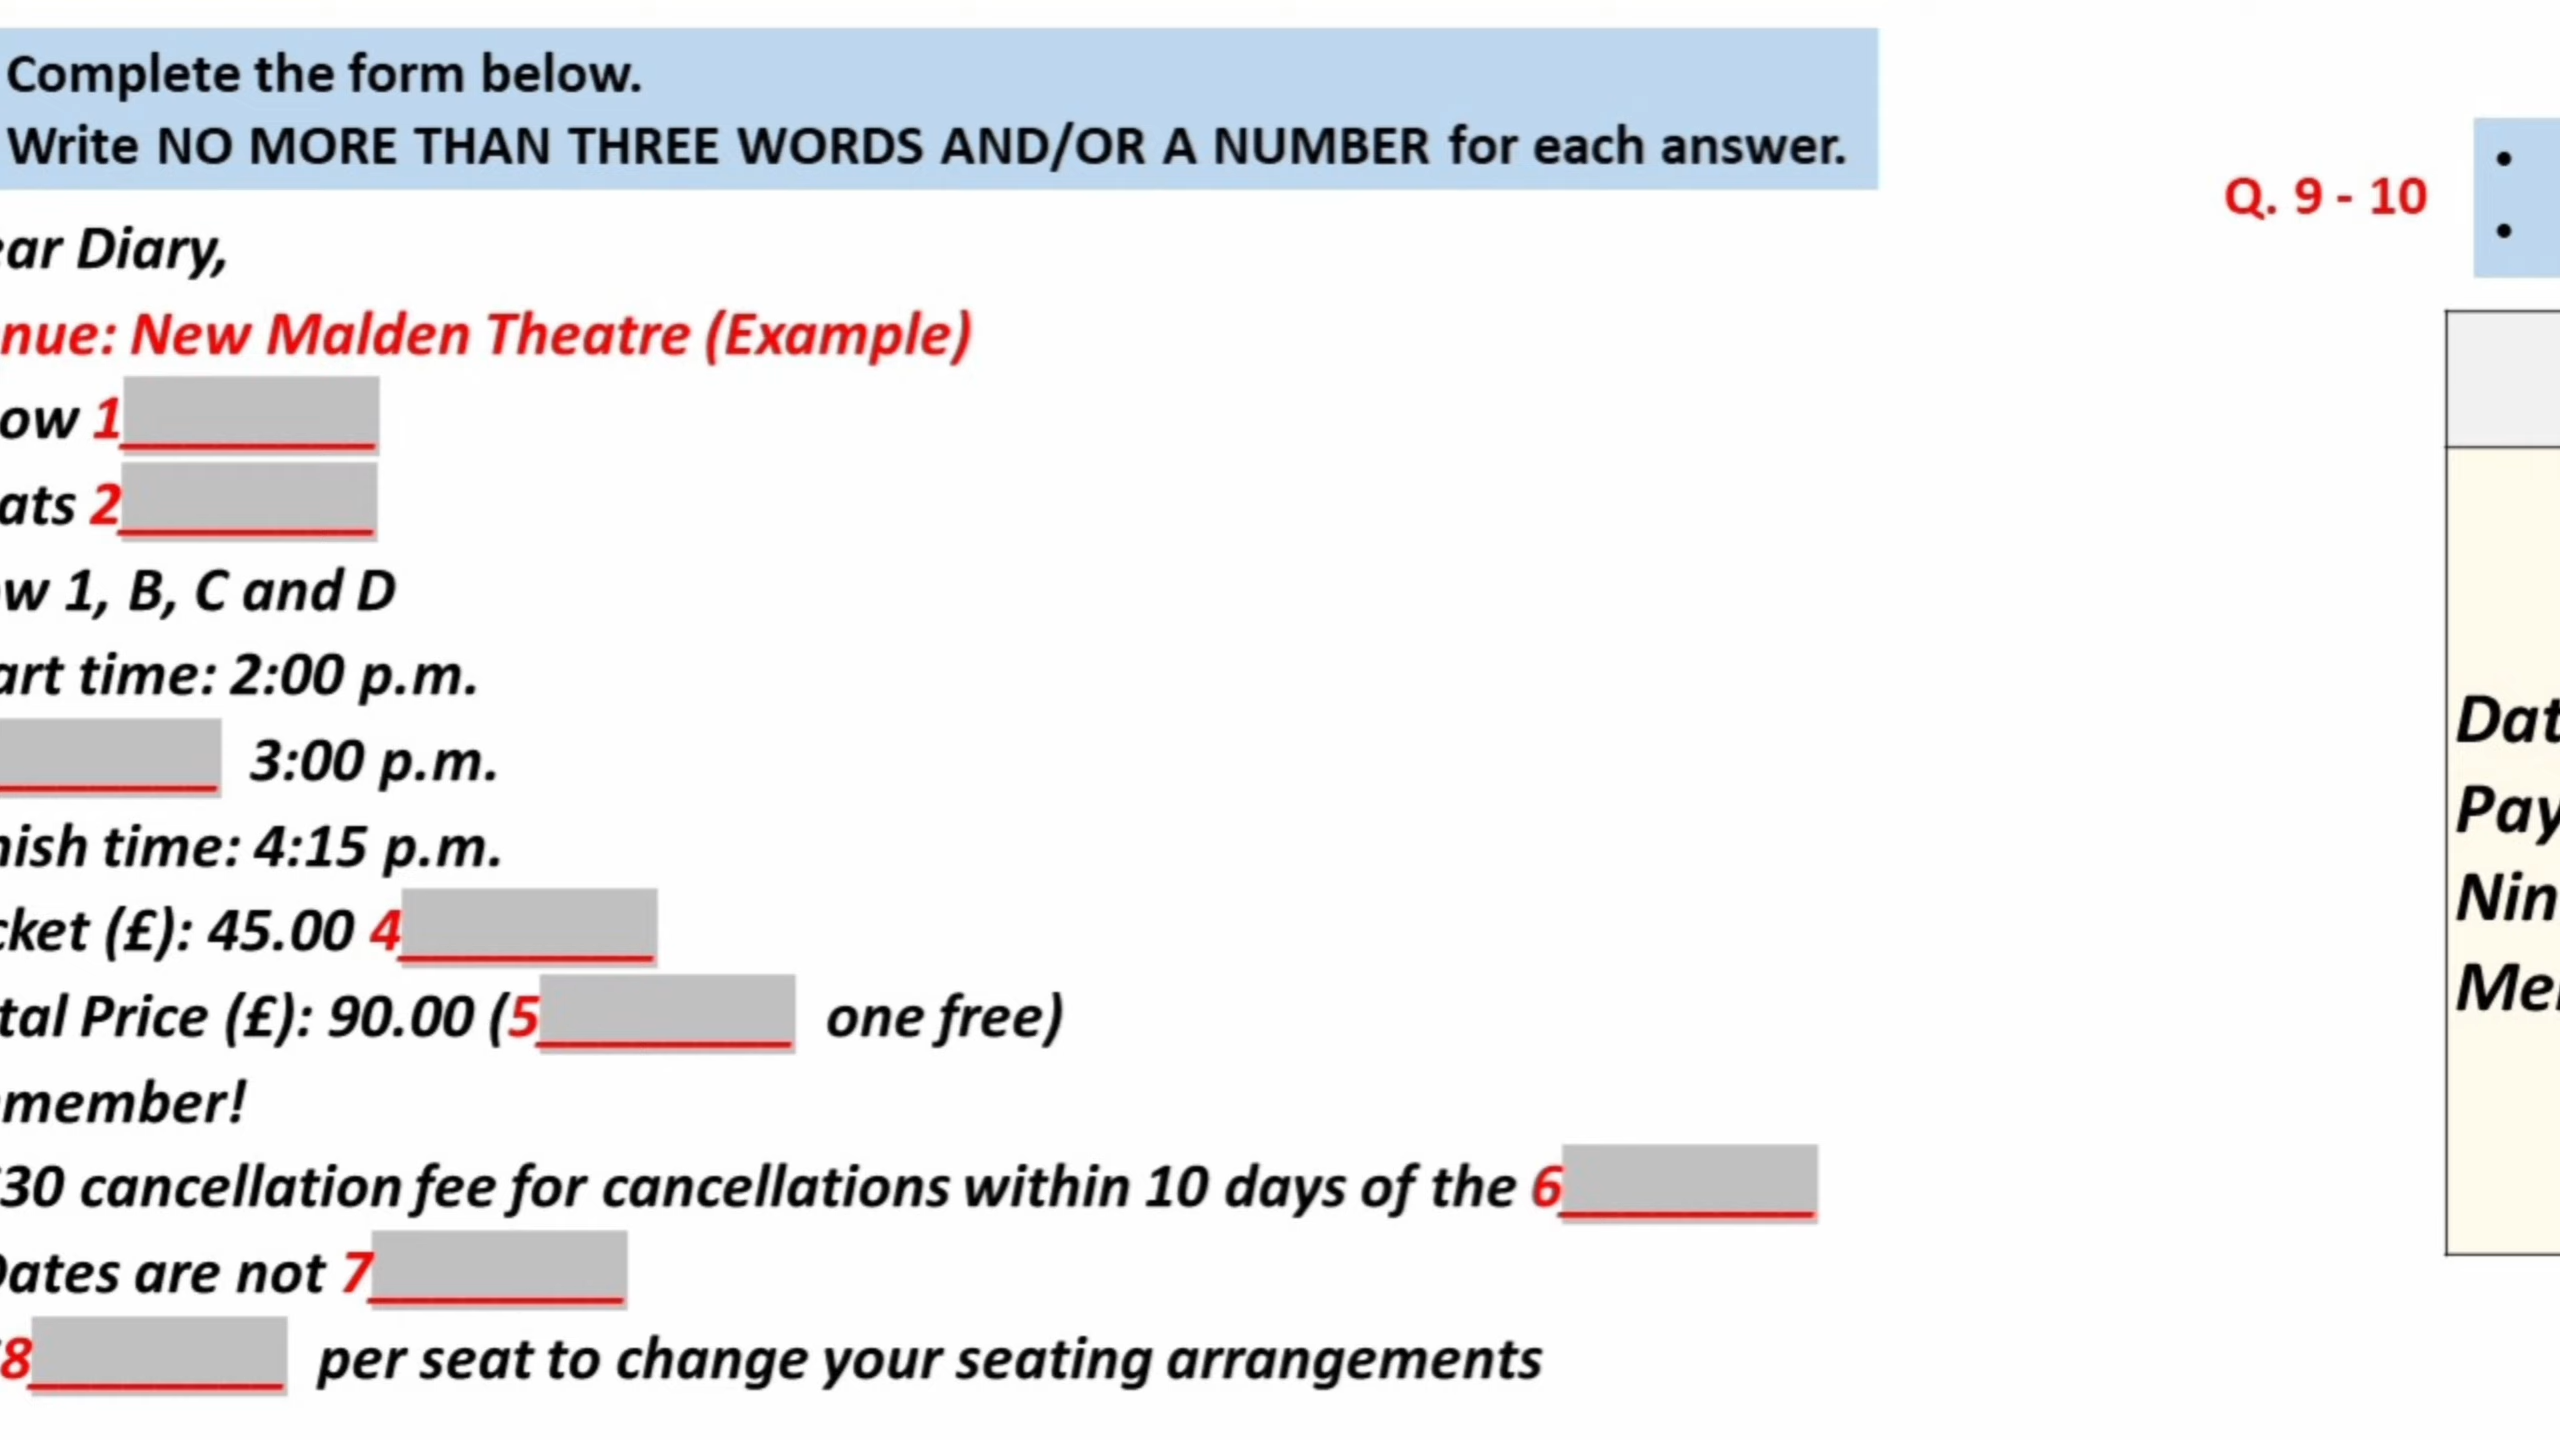 Complete the form below.
Write NO MORE THAN THREE WORDS AND/OR A NUMBER for each answer.
Q. 9 - 10
ear Diary,
nue: New Malden Theatre (Example)
ow 1
ats 2
w 1, B, C and D
art time: 2:00 p.m.
3:00 p.m.
nish time: 4:15 p.m.
cket (£): 45.00 4
tal Price (£): 90.00 (5 one free)
member!
30 cancellation fee for cancellations within 10 days of the 6
Dates are not 7
8 per seat to change your seating arrangements
Dat
Pay
Nin
Me